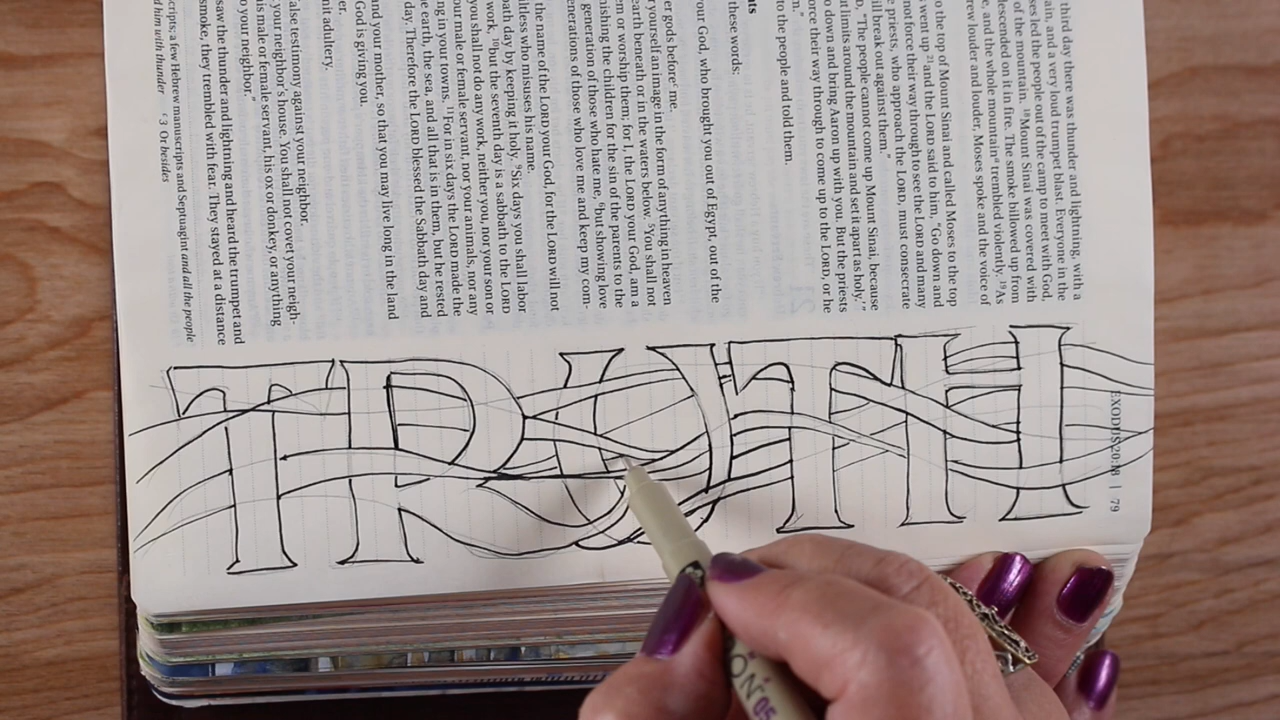 third day there was thunder and lightning, with a
ain, and a very loud trumpet blast. Everyone in the
ses led the people out of the camp to meet with God,
of the mountain. 18Mount Sinai was covered with
descended on it in fire. The smoke billowed up from
e, and the whole mountain trembled violently. 19As
rew louder and louder, Moses spoke and the voice of
to the top of Mount Sinai and called Moses to the top
went up 21and the LORD said to him, "Go down and
not force their way through to see the LORD and many
e priests, who approach the LORD, must consecrate
ill break out against them."
D, "The people cannot come up Mount Sinai, because
ut limits around the mountain and set it apart as holy.'"
o down and bring Aaron up with you. But the priests
orce their way through to come up to the LORD, or he
m."
to the people and told them.
nts
these words:
your God, who brought you out of Egypt, out of the
er gods before me.
r yourself an image in the form of anything in heaven
th beneath or in the waters below. 5You shall not
em or worship them; for I, the LORD your God, am a
nishing the children for the sin of the parents to the
generation of those who hate me, 6but showing love
enerations of those who love me and keep my com-
the name of the LORD your God, for the LORD will not
iltless who misuses his name.
bath day by keeping it holy. 9Six days you shall labor
work, 10but the seventh day is a sabbath to the LORD
you shall not do any work, neither you, nor your son or
our male or female servant, nor your animals, nor any
ng in your towns. 11For in six days the LORD made the
e earth, the sea, and all that is in them, but he rested
day. Therefore the LORD blessed the Sabbath day and
and your mother, so that you may live long in the land
God is giving you.
er.
it adultery.
alse testimony against your neighbor.
your neighbor's house. You shall not covet your neigh-
is male or female servant, his ox or donkey, or anything
o your neighbor."
saw the thunder and lightning and heard the trumpet and
smoke, they trembled with fear. They stayed at a distance
cripts; a few Hebrew manuscripts and Septuagint and all the people
d him with thunder c 3 Or besides
EXODUS 20:18 | 79
TRUTH
ON 05